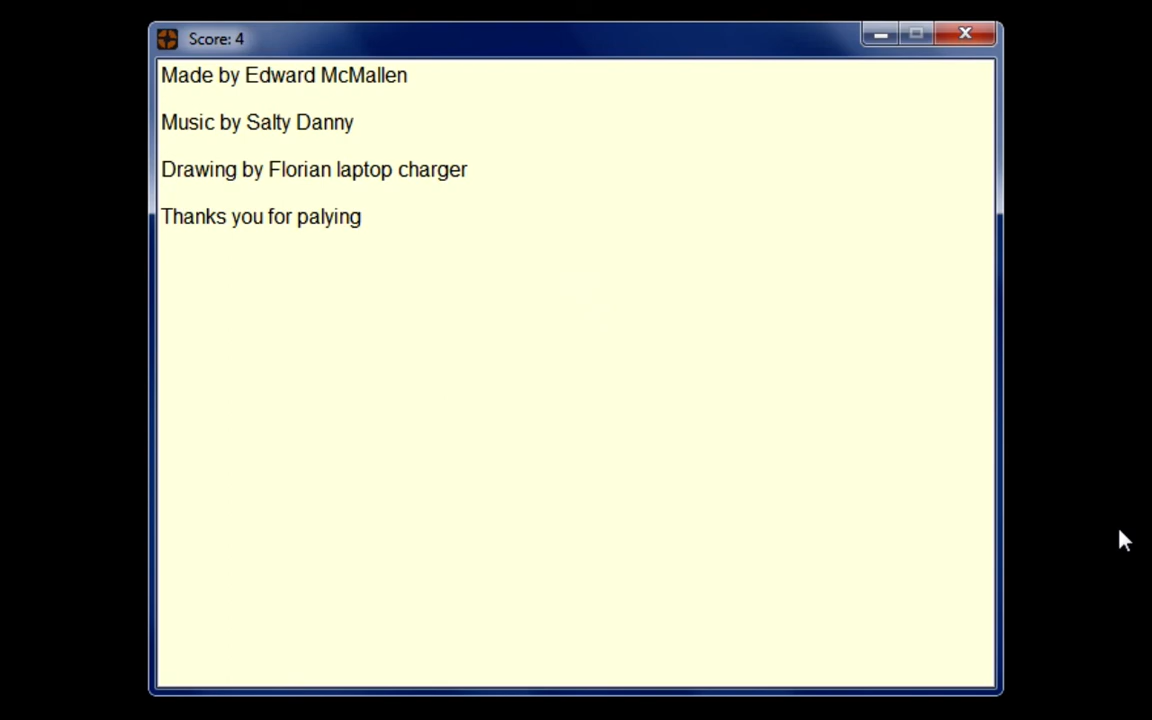 Score: 4
Made by Edward McMallen
Music by Salty Danny
Drawing by Florian laptop charger
Thanks you for palying